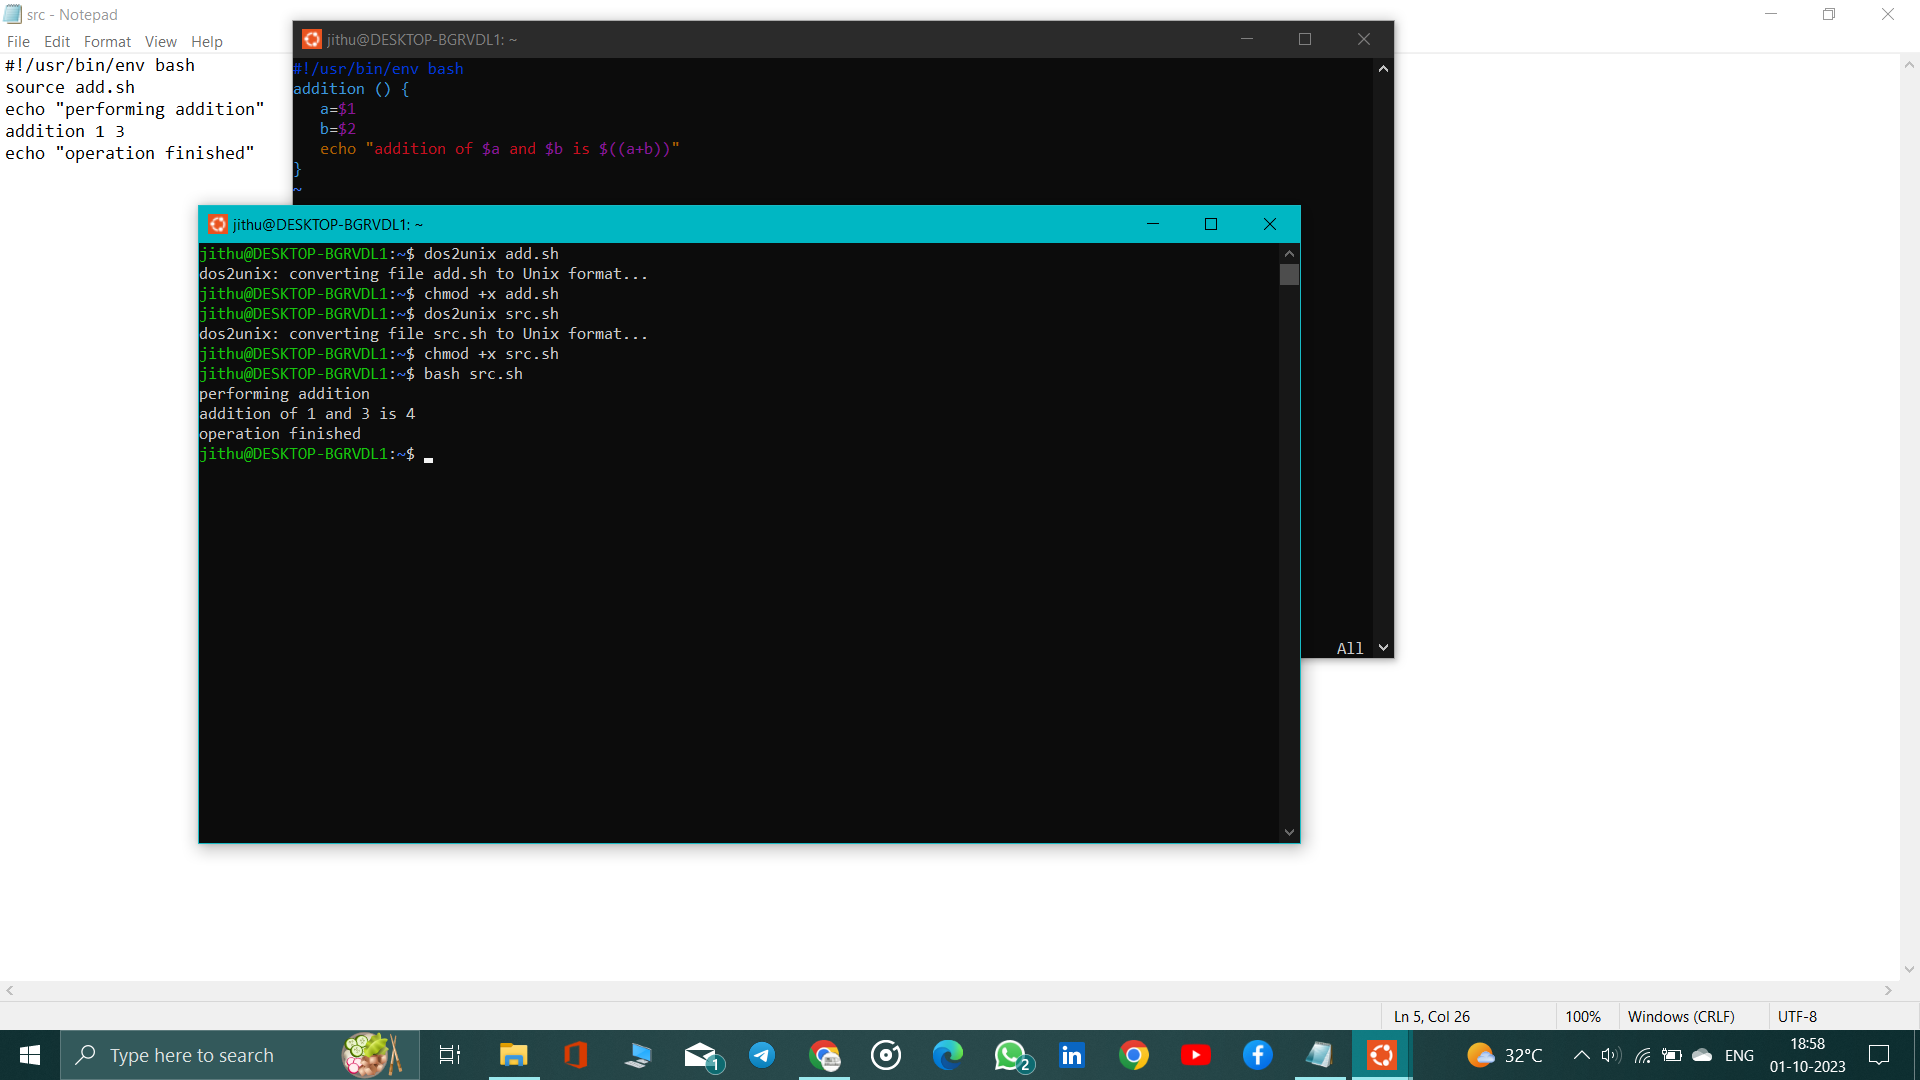 src - Notepad
File Edit Format View Help
#!/usr/bin/env bash
source add.sh
echo "performing addition"
addition 1 3
echo "operation finished"
jithu@DESKTOP-BGRVDL1: ~
#!/usr/bin/env bash
addition () {
a=$1
b=$2
echo "addition of $a and $b is $((a+b))"
}
~
All
jithu@DESKTOP-BGRVDL1: ~
jithu@DESKTOP-BGRVDL1:~$ dos2unix add.sh
dos2unix: converting file add.sh to Unix format...
jithu@DESKTOP-BGRVDL1:~$ chmod +x add.sh
jithu@DESKTOP-BGRVDL1:~$ dos2unix src.sh
dos2unix: converting file src.sh to Unix format...
jithu@DESKTOP-BGRVDL1:~$ chmod +x src.sh
jithu@DESKTOP-BGRVDL1:~$ bash src.sh
performing addition
addition of 1 and 3 is 4
operation finished
jithu@DESKTOP-BGRVDL1:~$
Ln 5, Col 26 100% Windows (CRLF) UTF-8
Type here to search
1
2
32°C
ENG
18:58
01-10-2023